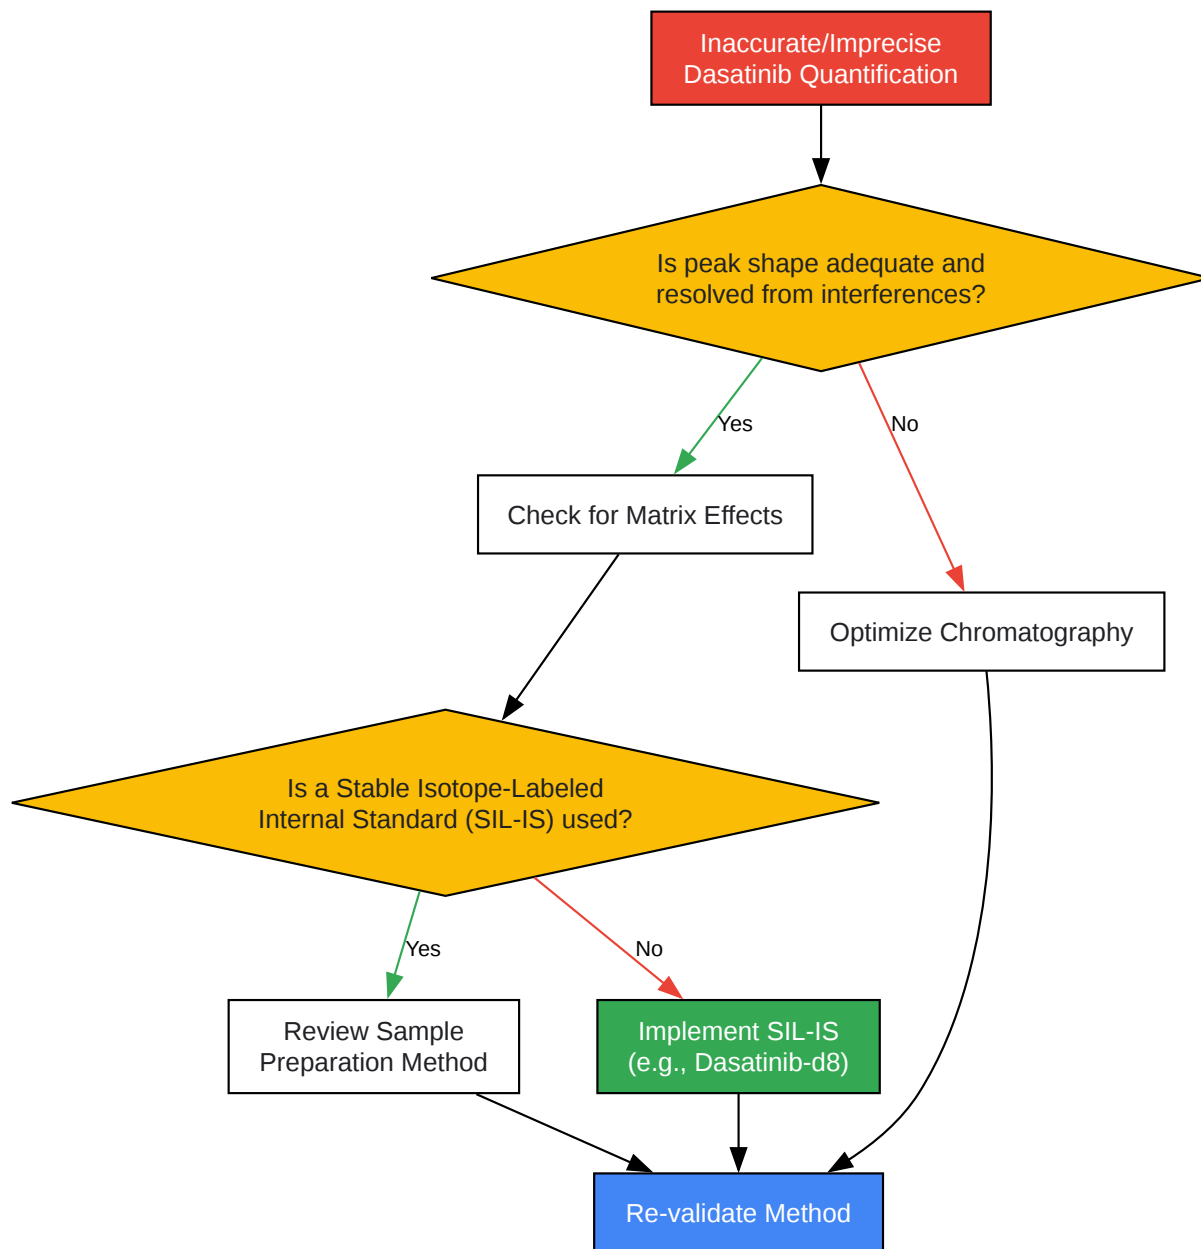 Inaccurate/Imprecise
Dasatinib Quantification
Is peak shape adequate and
resolved from interferences?
Yes
No
Check for Matrix Effects
Optimize Chromatography
Is a Stable Isotope-Labeled
Internal Standard (SIL-IS) used?
Yes
No
Review Sample
Preparation Method
Implement SIL-IS
(e.g., Dasatinib-d8)
Re-validate Method